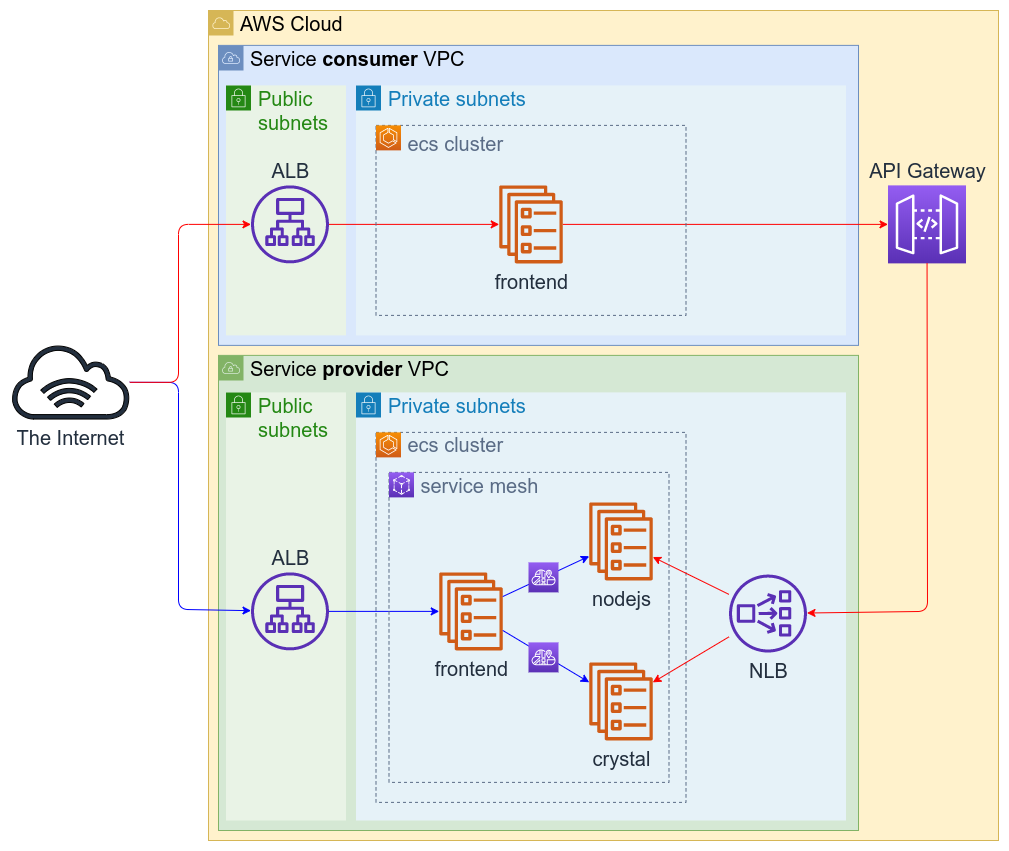 AWS Cloud
Service consumer VPC
Public
subnets
Private subnets
ecs cluster
ALB
API Gateway
frontend
The Internet
Service provider VPC
Public
subnets
Private subnets
ecs cluster
service mesh
ALB
nodejs
frontend
NLB
crystal